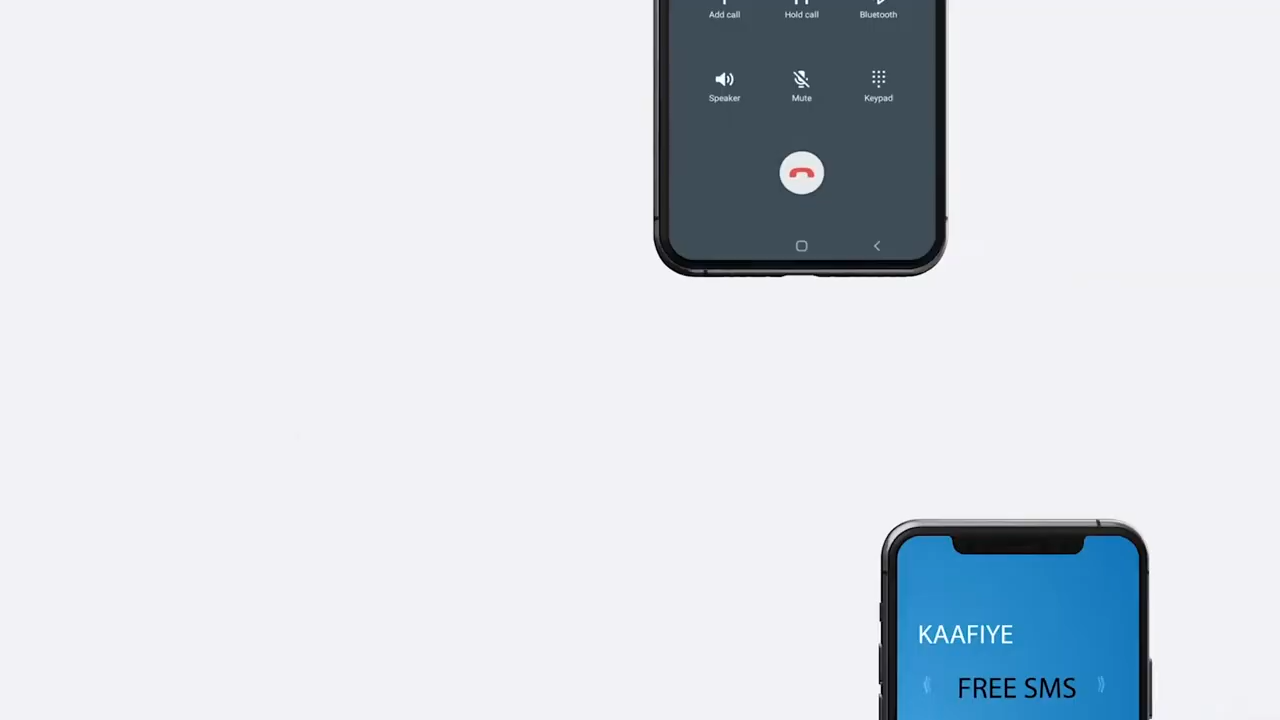 Add call Hold call Bluetooth
Speaker Mute Keypad
KAAFIYE
FREE SMS